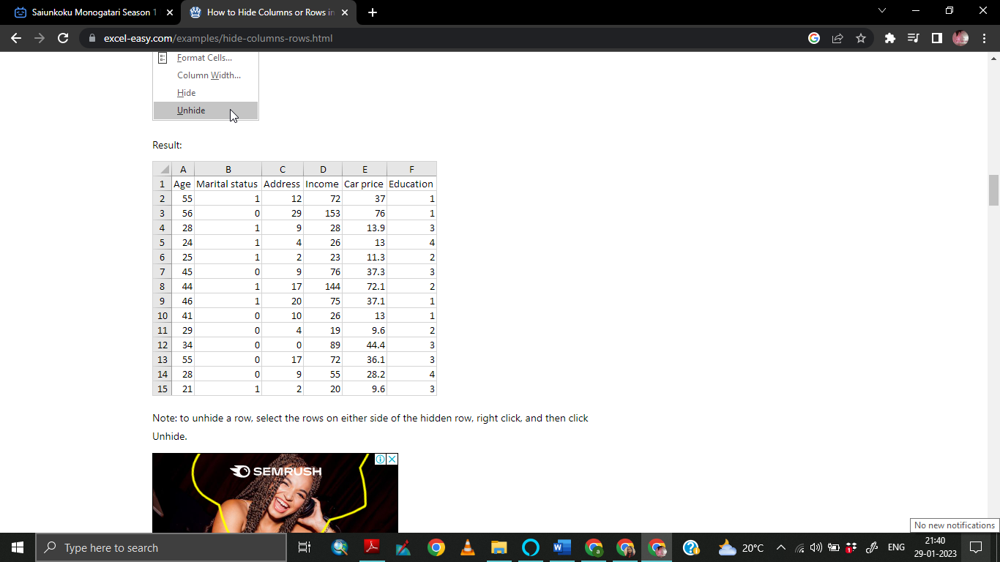 Saiunkoku Monogatari Season 1
How to Hide Columns or Rows in
excel-easy.com/examples/hide-columns-rows.html
Format Cells...
Column Width...
Hide
Unhide
Result:
A B C D E F
1 Age Marital status Address Income Car price Education
2 55 1 12 72 37 1
3 56 0 29 153 76 1
4 28 1 9 28 13.9 3
5 24 1 4 26 13 4
6 25 1 2 23 11.3 2
7 45 0 9 76 37.3 3
8 44 1 17 144 72.1 2
9 46 1 20 75 37.1 1
10 41 0 10 26 13 1
11 29 0 4 19 9.6 2
12 34 0 0 89 44.4 3
13 55 0 17 72 36.1 3
14 28 0 9 55 28.2 4
15 21 1 2 20 9.6 3
Note: to unhide a row, select the rows on either side of the hidden row, right click, and then click
Unhide.
SEMRUSH
No new notifications
Type here to search
20°C
ENG
21:40
29-01-2023